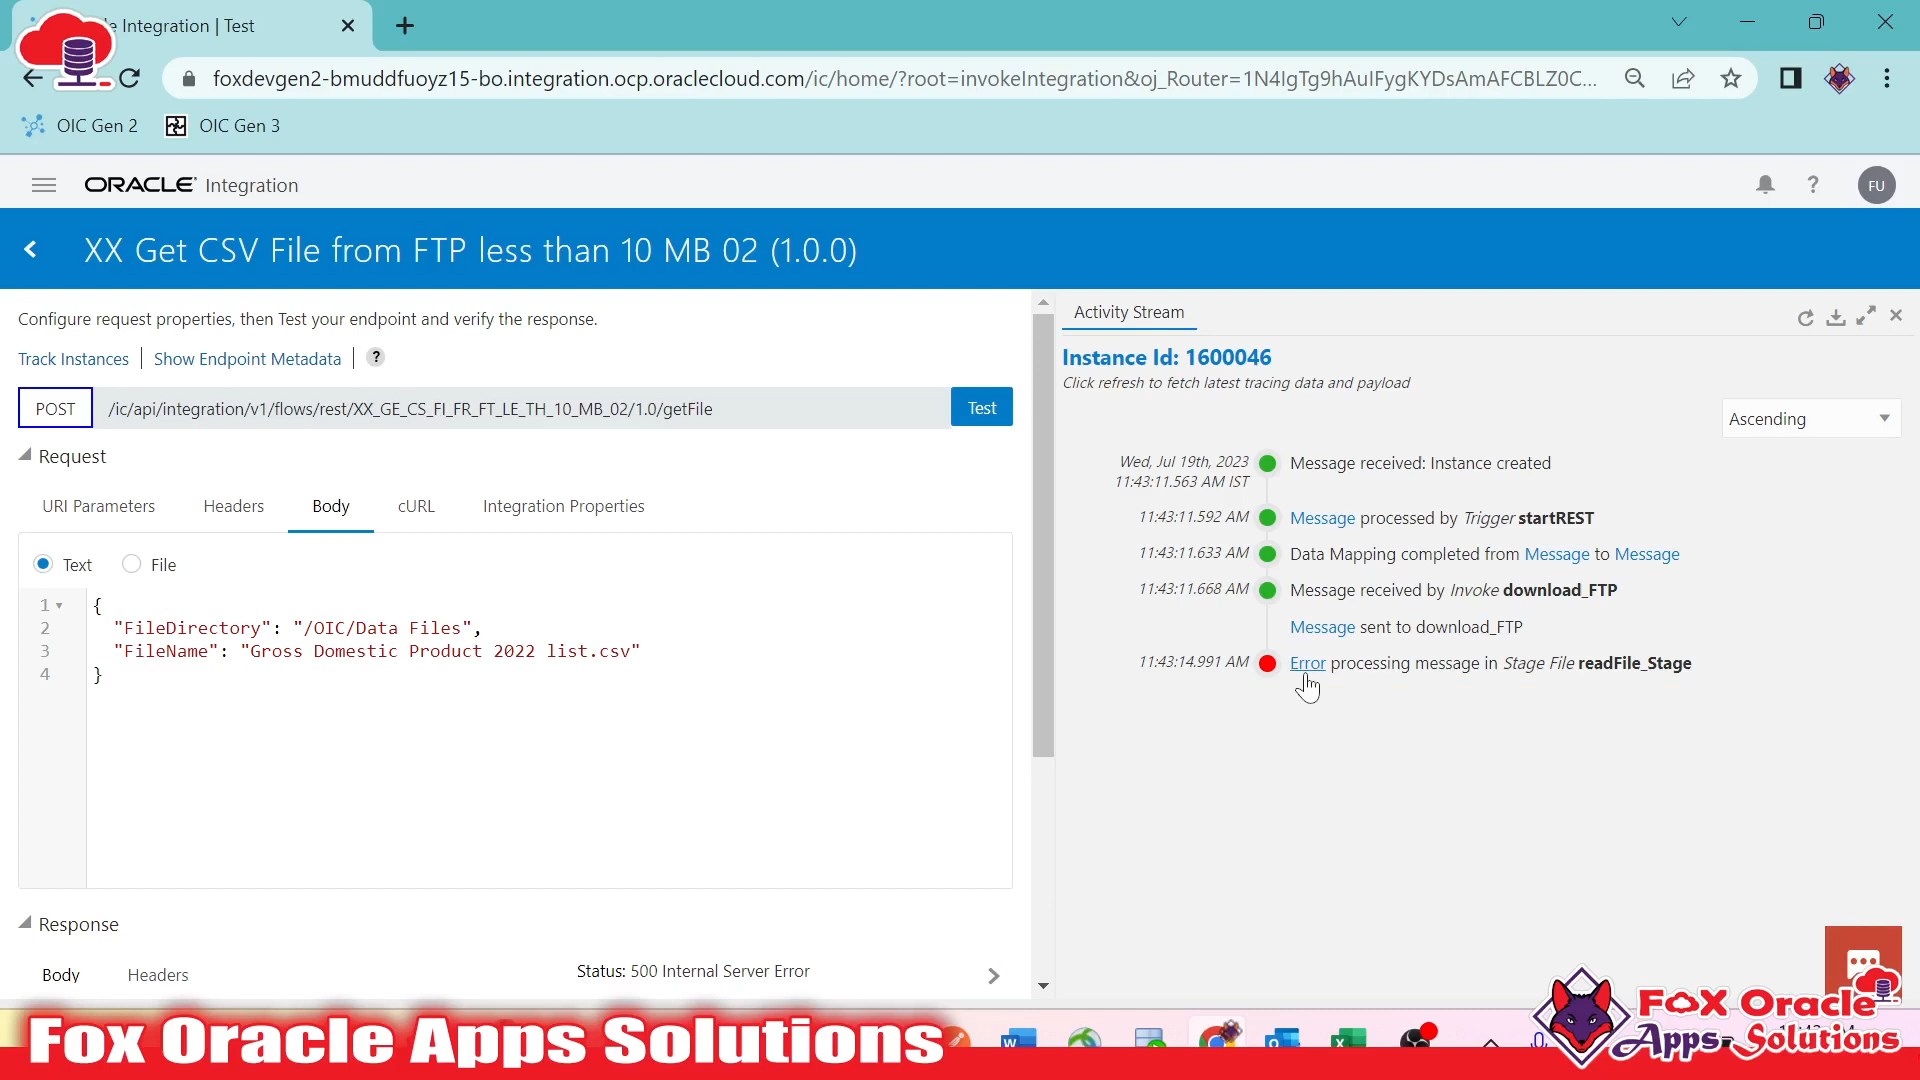 e Integration | Test
foxdevgen2-bmuddfuoyz15-bo.integration.ocp.oraclecloud.com/ic/home/?root=invokeIntegration&oj_Router=1N4IgTg9hAuIFygKYDsAmAFCBLZ0C...
OIC Gen 2
OIC Gen 3
ORACLE Integration
FU
XX Get CSV File from FTP less than 10 MB 02 (1.0.0)
Configure request properties, then Test your endpoint and verify the response.
Track Instances
Show Endpoint Metadata
?
POST
/ic/api/integration/v1/flows/rest/XX_GE_CS_FI_FR_FT_LE_TH_10_MB_02/1.0/getFile
Test
Request
URI Parameters
Headers
Body
cURL
Integration Properties
Text
File
1 {
2 "FileDirectory": "/OIC/Data Files",
3 "FileName": "Gross Domestic Product 2022 list.csv"
4 }
Response
Body
Headers
Status: 500 Internal Server Error
Activity Stream
Instance Id: 1600046
Click refresh to fetch latest tracing data and payload
Ascending
Wed, Jul 19th, 2023
11:43:11.563 AM IST
Message received: Instance created
11:43:11.592 AM
Message processed by Trigger startREST
11:43:11.633 AM
Data Mapping completed from Message to Message
11:43:11.668 AM
Message received by Invoke download_FTP
Message sent to download_FTP
11:43:14.991 AM
Error processing message in Stage File readFile_Stage
Fox Oracle Apps Solutions
Fox Oracle
Apps Solutions